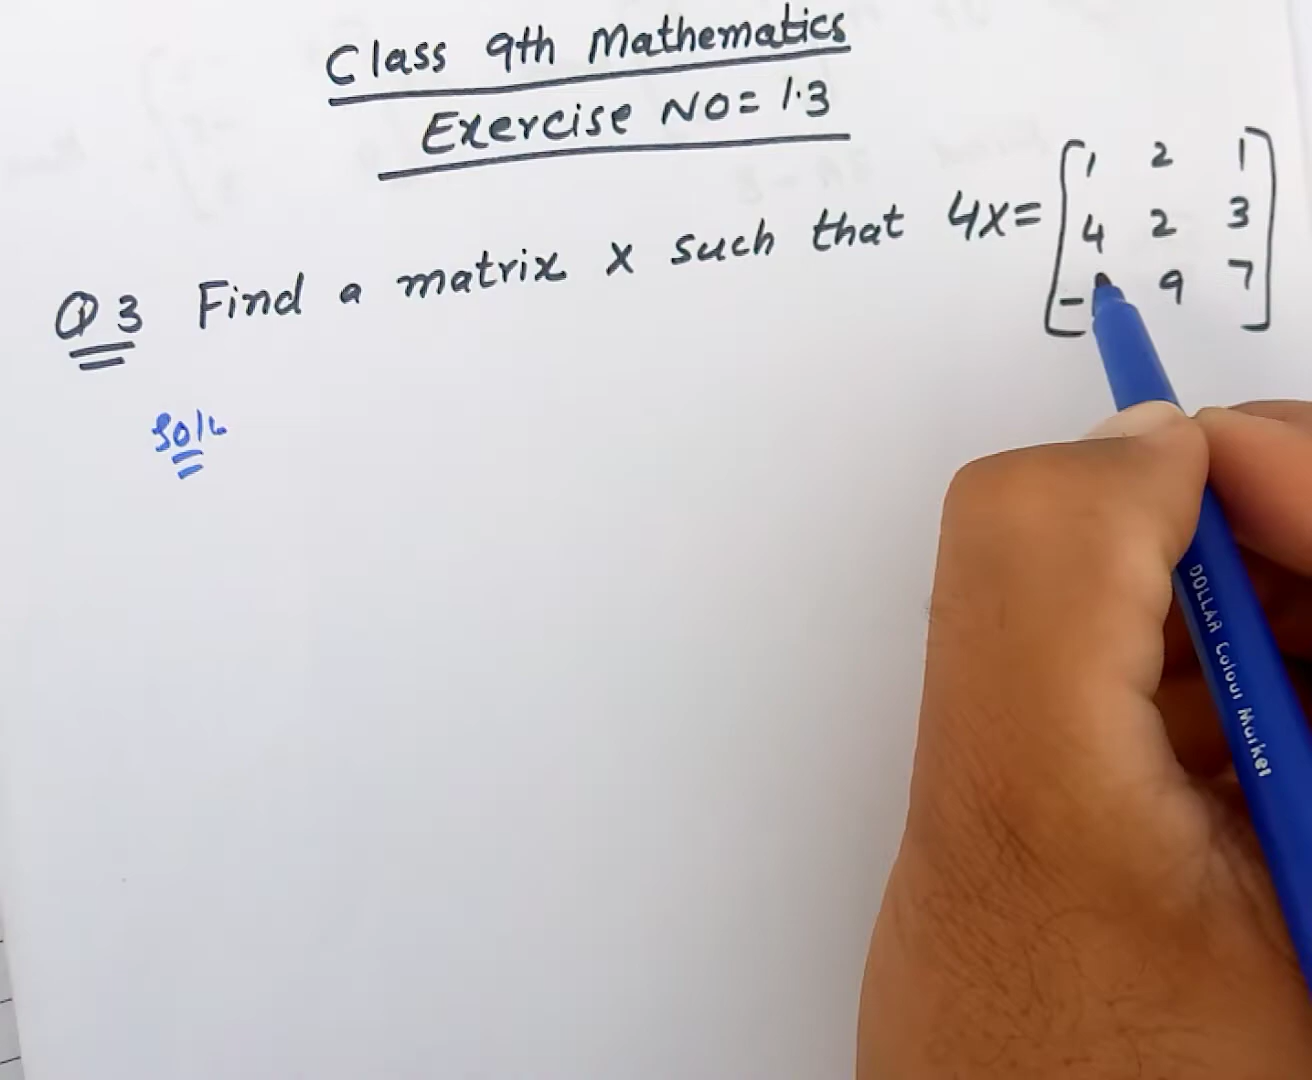 Class 9th Mathematics
Exercise NO = 1.3
Q 3 Find a matrix X such that 4X = [1 2 1
4 2 3
- 9 7]
Sol
DOLLAR Colour Marker